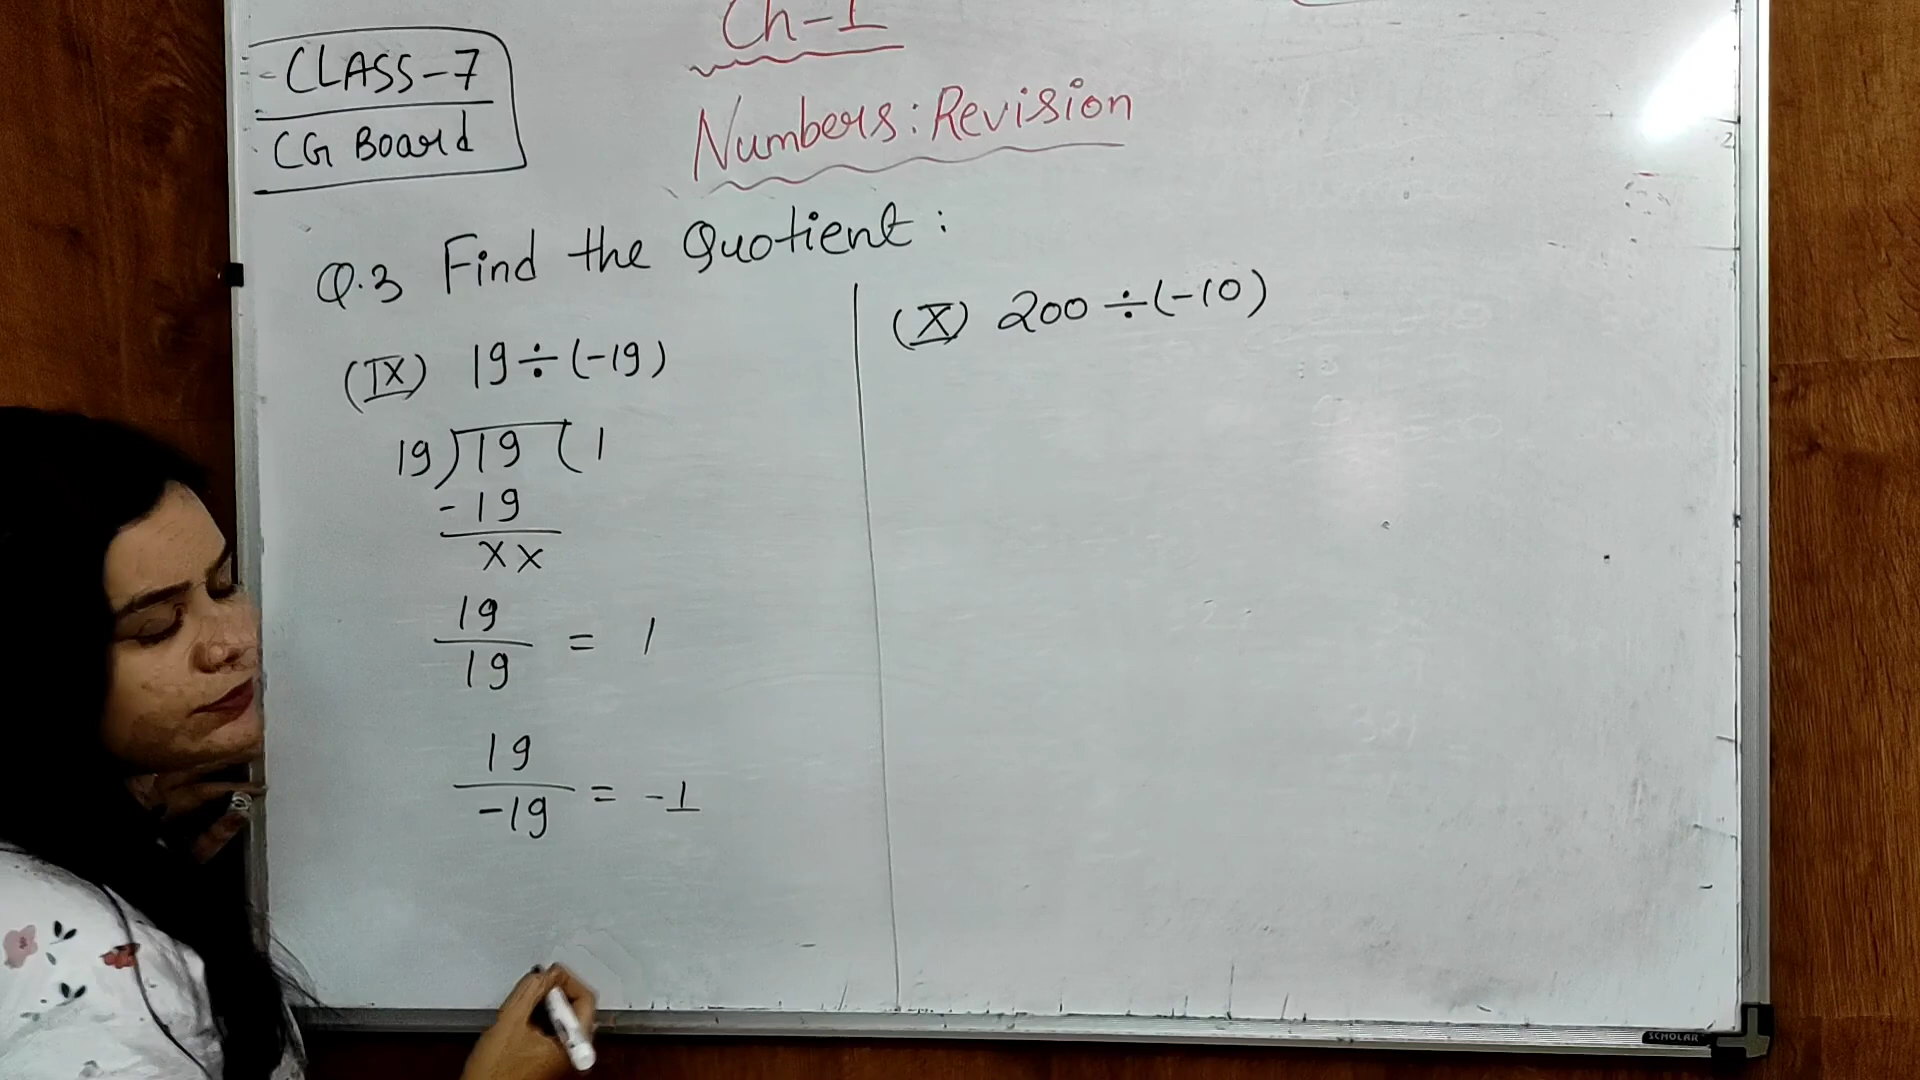 CLASS-7
CG Board
Ch-1
Numbers: Revision
Q.3 Find the Quotient:
(IX) 19÷(-19)
19)19(1
-19
xx
19
19 = 1
19
-19 = -1
(X) 200÷(-10)
SCHOLAR